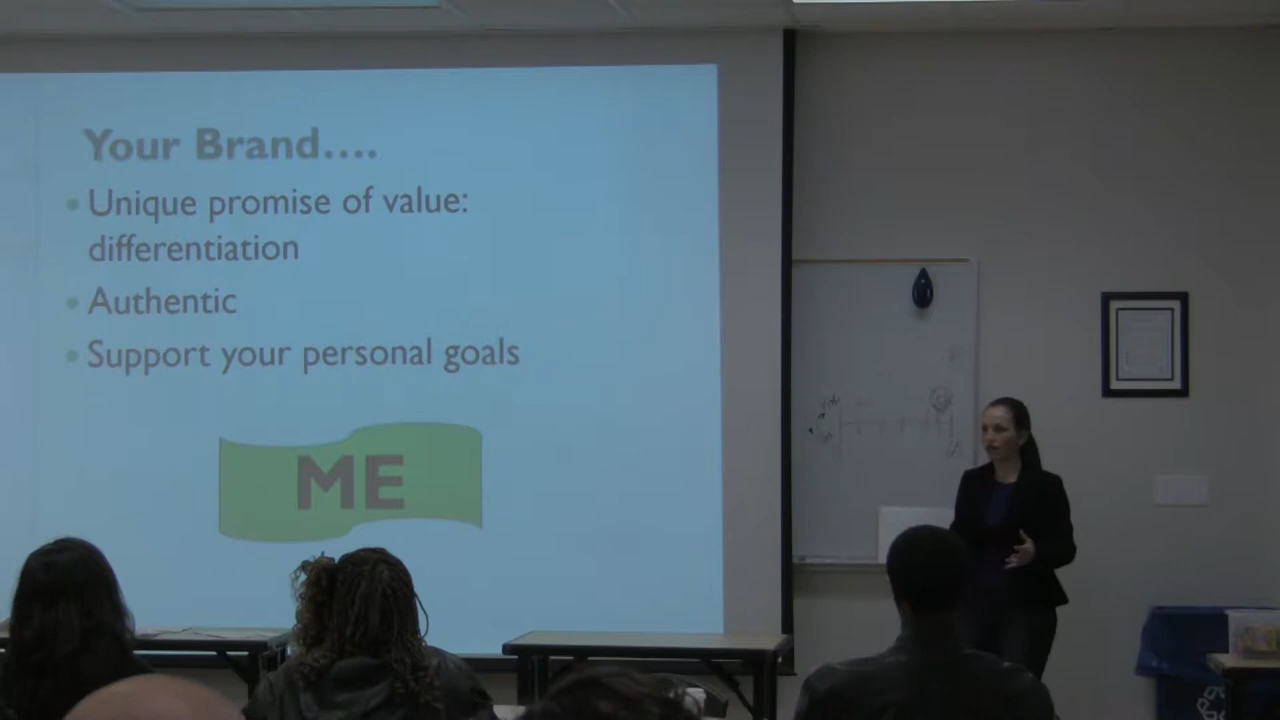 Your Brand....
• Unique promise of value:
differentiation
• Authentic
• Support your personal goals
ME